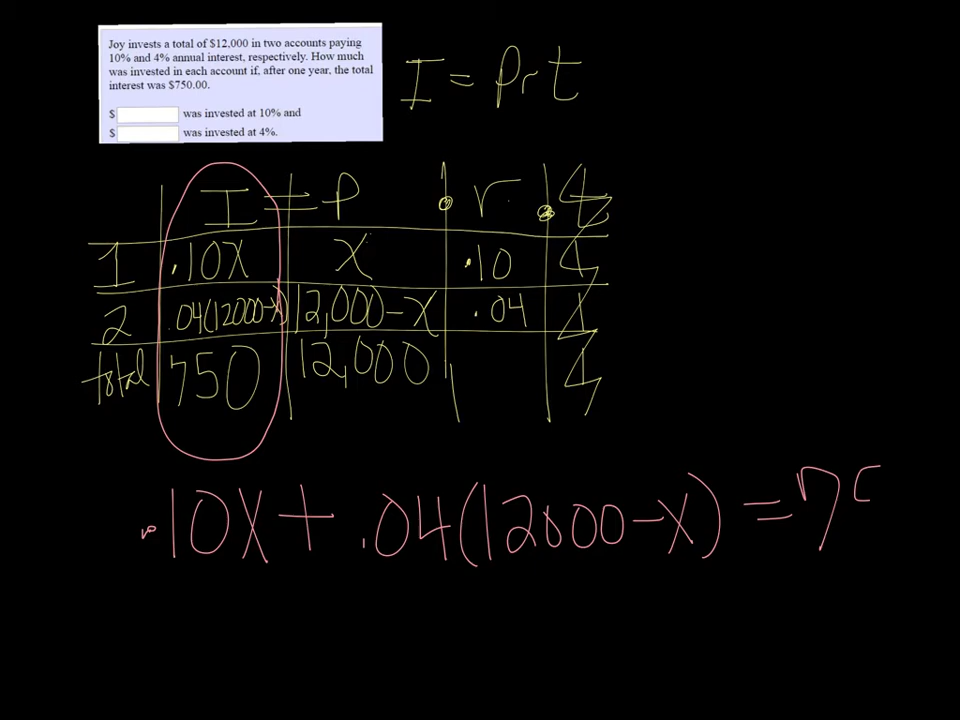 Joy invests a total of $12,000 in two accounts paying
10% and 4% annual interest, respectively. How much
was invested in each account if, after one year, the total
interest was $750.00.
$ was invested at 10% and
$ was invested at 4%.
I = Prt
I = P · r ·
1 .10x x .10
2 .04(12000-x) 12,000-x .04
total 750 12,000
.10x + .04(12000-x) = 7